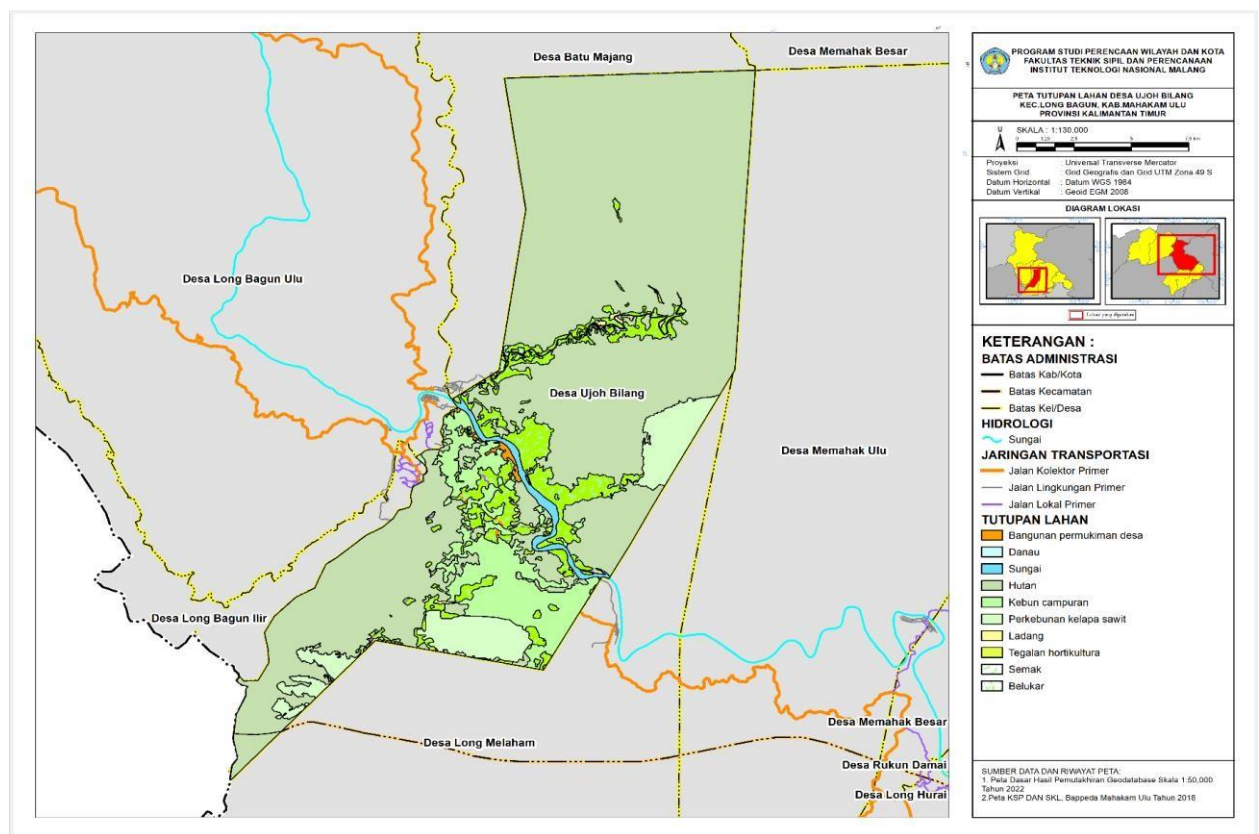 Desa Batu Majang
Desa Memahak Besar
Desa Long Bagun Ulu
Desa Ujoh Bilang
Desa Memahak Ulu
Desa Long Bagun Ilir
Desa Long Melaham
Desa Memahak Besar
Desa Rukun Damai
Desa Long Hurai
PROGRAM STUDI PERENCAAN WILAYAH DAN KOTA
FAKULTAS TEKNIK SIPIL DAN PERENCANAAN
INSTITUT TEKNOLOGI NASIONAL MALANG
PETA TUTUPAN LAHAN DESA UJOH BILANG
KEC.LONG BAGUN, KAB.MAHAKAM ULU
PROVINSI KALIMANTAN TIMUR
U
SKALA : 1:130.000
Proyeksi : Universal Transverse Mercator
Sistem Grid : Grid Geografis dan Grid UTM Zona 49 S
Datum Horizontal : Datum WGS 1984
Datum Vertikal : Geoid EGM 2008
DIAGRAM LOKASI
KETERANGAN :
BATAS ADMINISTRASI
Batas Kab/Kota
Batas Kecamatan
Batas Kel/Desa
HIDROLOGI
Sungai
JARINGAN TRANSPORTASI
Jalan Kolektor Primer
Jalan Lingkungan Primer
Jalan Lokal Primer
TUTUPAN LAHAN
Bangunan permukiman desa
Danau
Sungai
Hutan
Kebun campuran
Perkebunan kelapa sawit
Ladang
Tegalan hortikultura
Semak
Belukar
SUMBER DATA DAN RIWAYAT PETA:
1. Peta Dasar Hasil Pemutakhiran Geodatabase Skala 1:50,000
Tahun 2022
2.Peta KSP DAN SKL, Bappeda Mahakam Ulu Tahun 2018